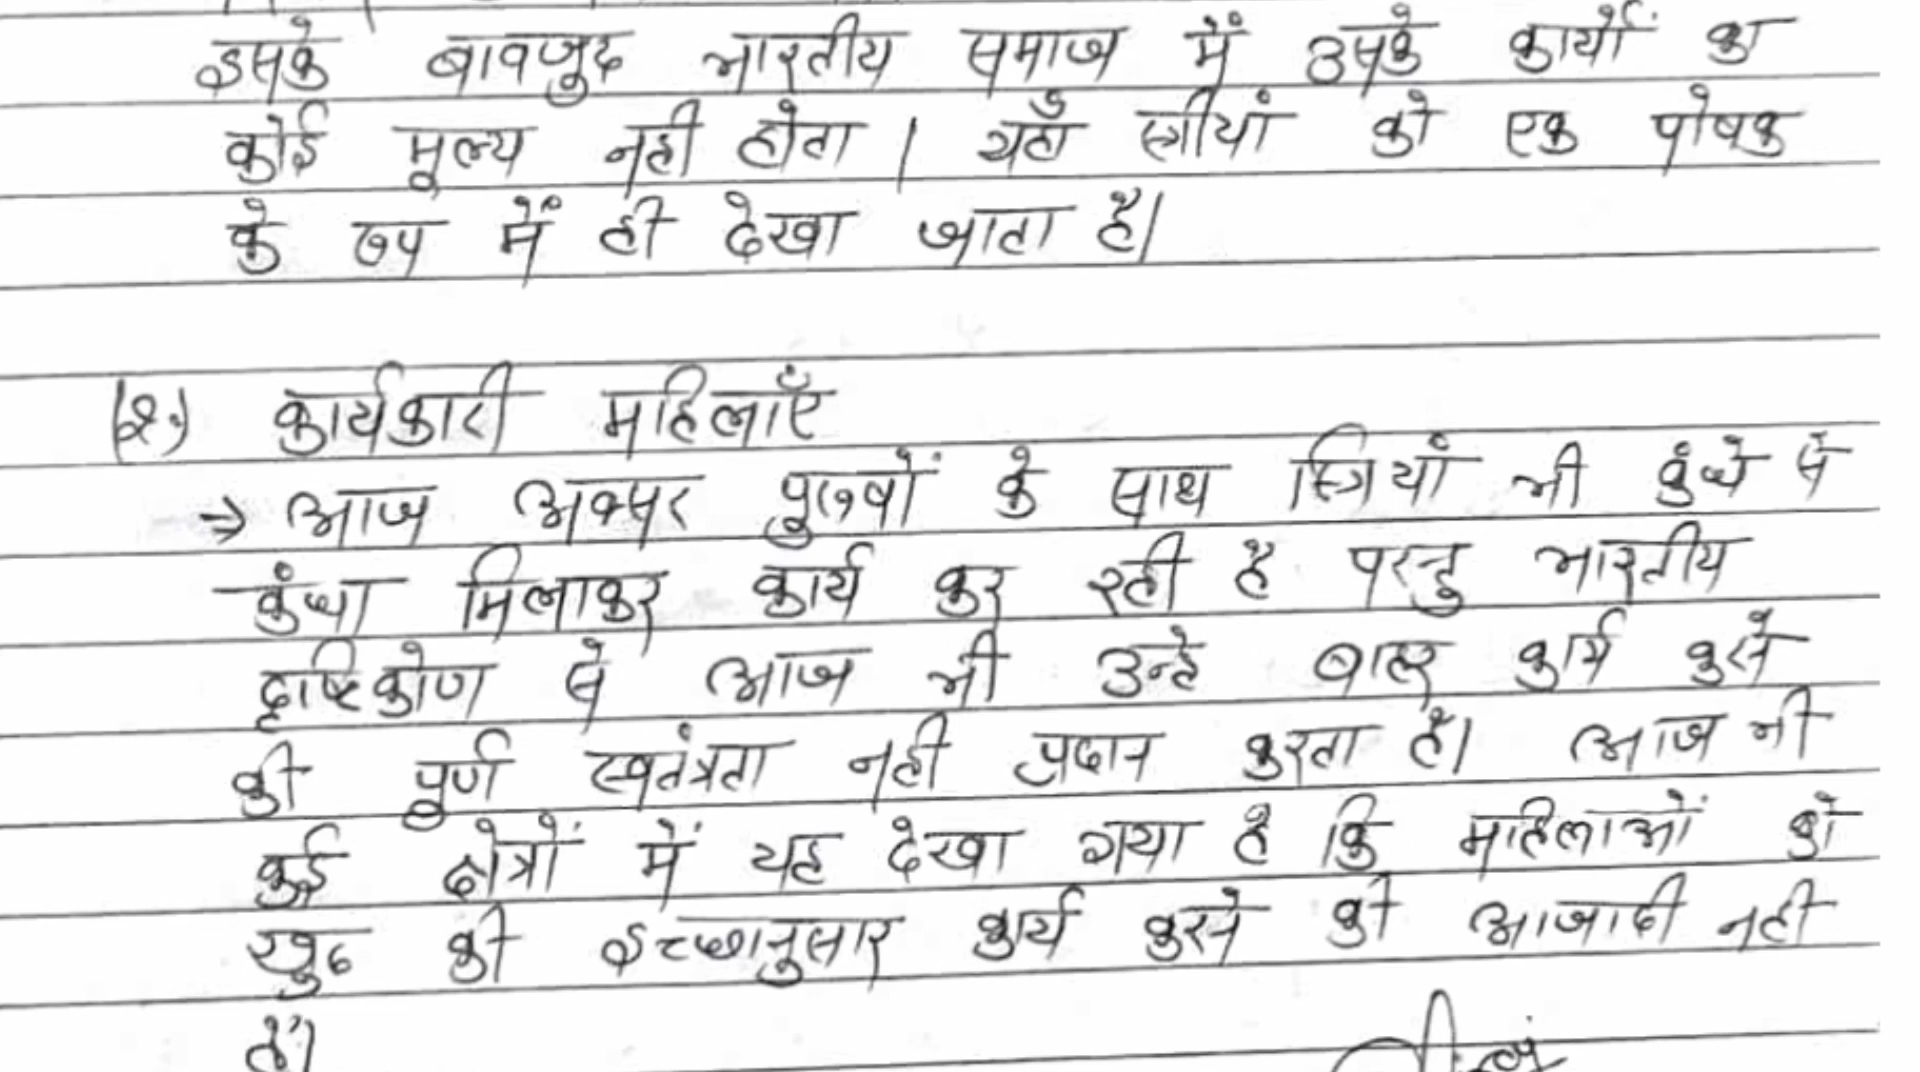 इसके बावजुद भारतीय समाज में उसके कार्यों का
कोई मूल्य नही होता । यहाँ स्त्रीयां को एक पोषक
के रुप में ही देखा जाता है।
(२.) कार्यकारी महिलाएँ
→ आज अक्सर पुरुषों के साथ स्त्रियां भी कंधे से
कंधा मिलाकर कार्य कर रही है परन्तु भारतीय
दृष्टिकोण से आज भी उन्हे बाहर कार्य करने
की पूर्ण स्वतंत्रता नही प्रदान करता है। आज भी
कई क्षेत्रों में यह देखा गया है कि महिलाओं को
खुद की इच्छानुसार कार्य करने की आजादी नही
है।